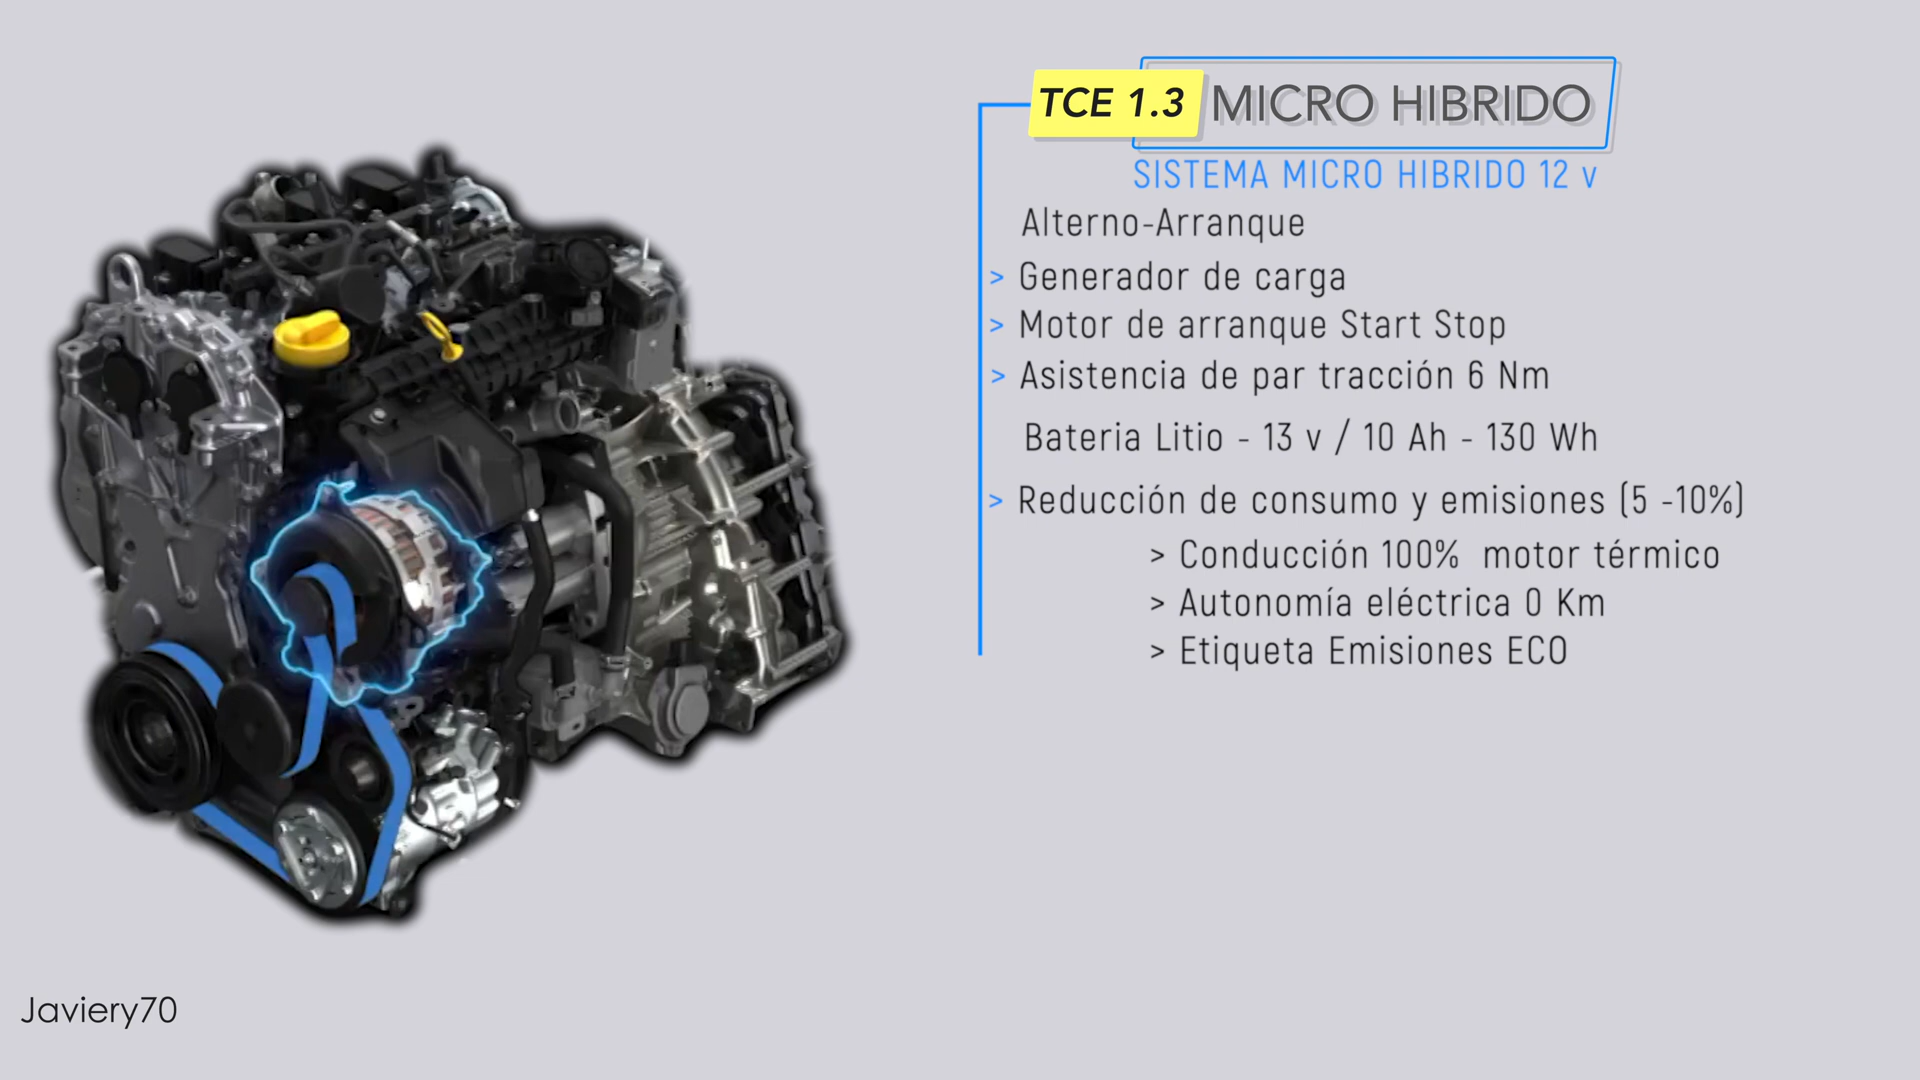 TCE 1.3 MICRO HIBRIDO
SISTEMA MICRO HIBRIDO 12 v
Alterno-Arranque
> Generador de carga
> Motor de arranque Start Stop
> Asistencia de par tracción 6 Nm
Bateria Litio - 13 v / 10 Ah - 130 Wh
> Reducción de consumo y emisiones (5 -10%)
> Conducción 100% motor térmico
> Autonomía eléctrica 0 Km
> Etiqueta Emisiones ECO
Javiery70